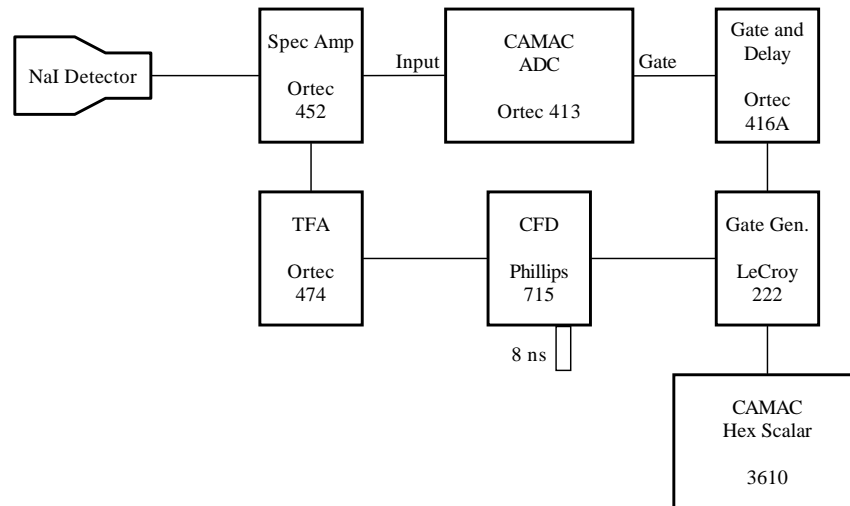 NaI Detector
Spec Amp
Ortec
452
Input
CAMAC
ADC
Ortec 413
Gate
Gate and
Delay
Ortec
416A
TFA
Ortec
474
CFD
Phillips
715
8 ns
Gate Gen.
LeCroy
222
CAMAC
Hex Scalar
3610